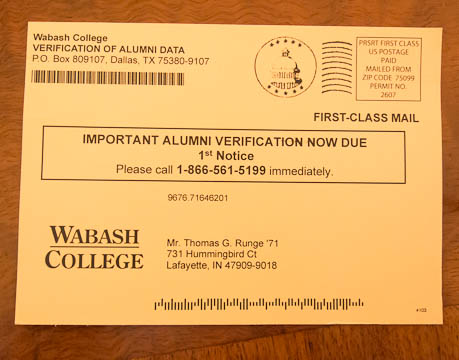 Wabash College
VERIFICATION OF ALUMNI DATA
P.O. Box 809107, Dallas, TX 75380-9107
PRSRT FIRST CLASS
US POSTAGE
PAID
MAILED FROM
ZIP CODE 75099
PERMIT NO.
2607
FIRST-CLASS MAIL
IMPORTANT ALUMNI VERIFICATION NOW DUE
1st Notice
Please call 1-866-561-5199 immediately.
9676.71646201
WABASH
COLLEGE
Mr. Thomas G. Runge '71
731 Hummingbird Ct
Lafayette, IN 47909-9018